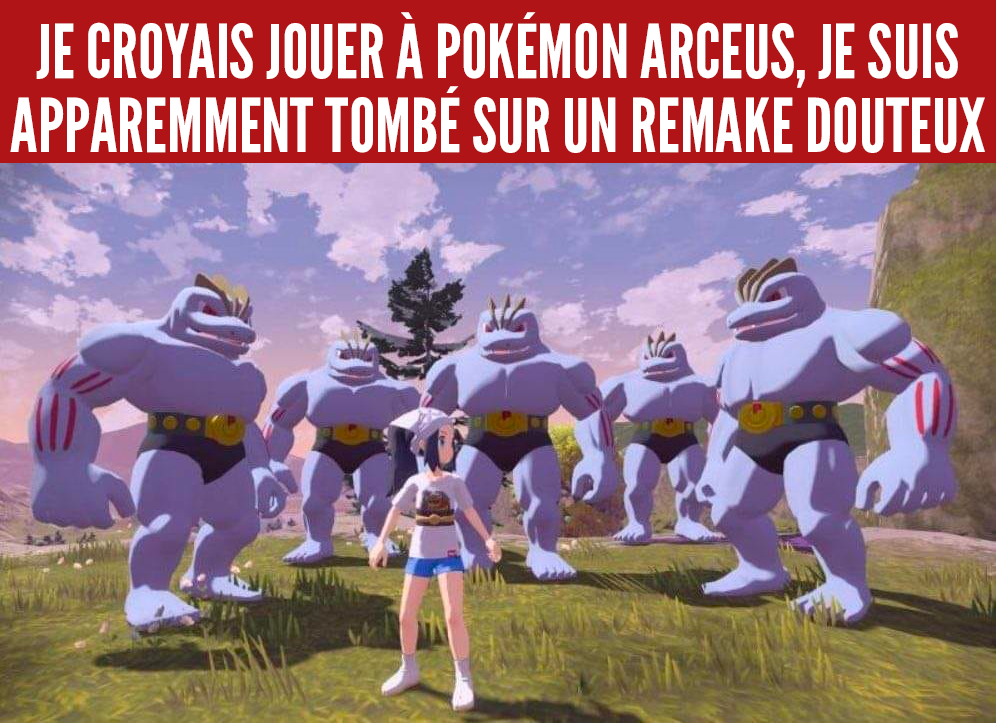 JE CROYAIS JOUER À POKÉMON ARCEUS, JE SUIS
APPAREMMENT TOMBÉ SUR UN REMAKE DOUTEUX